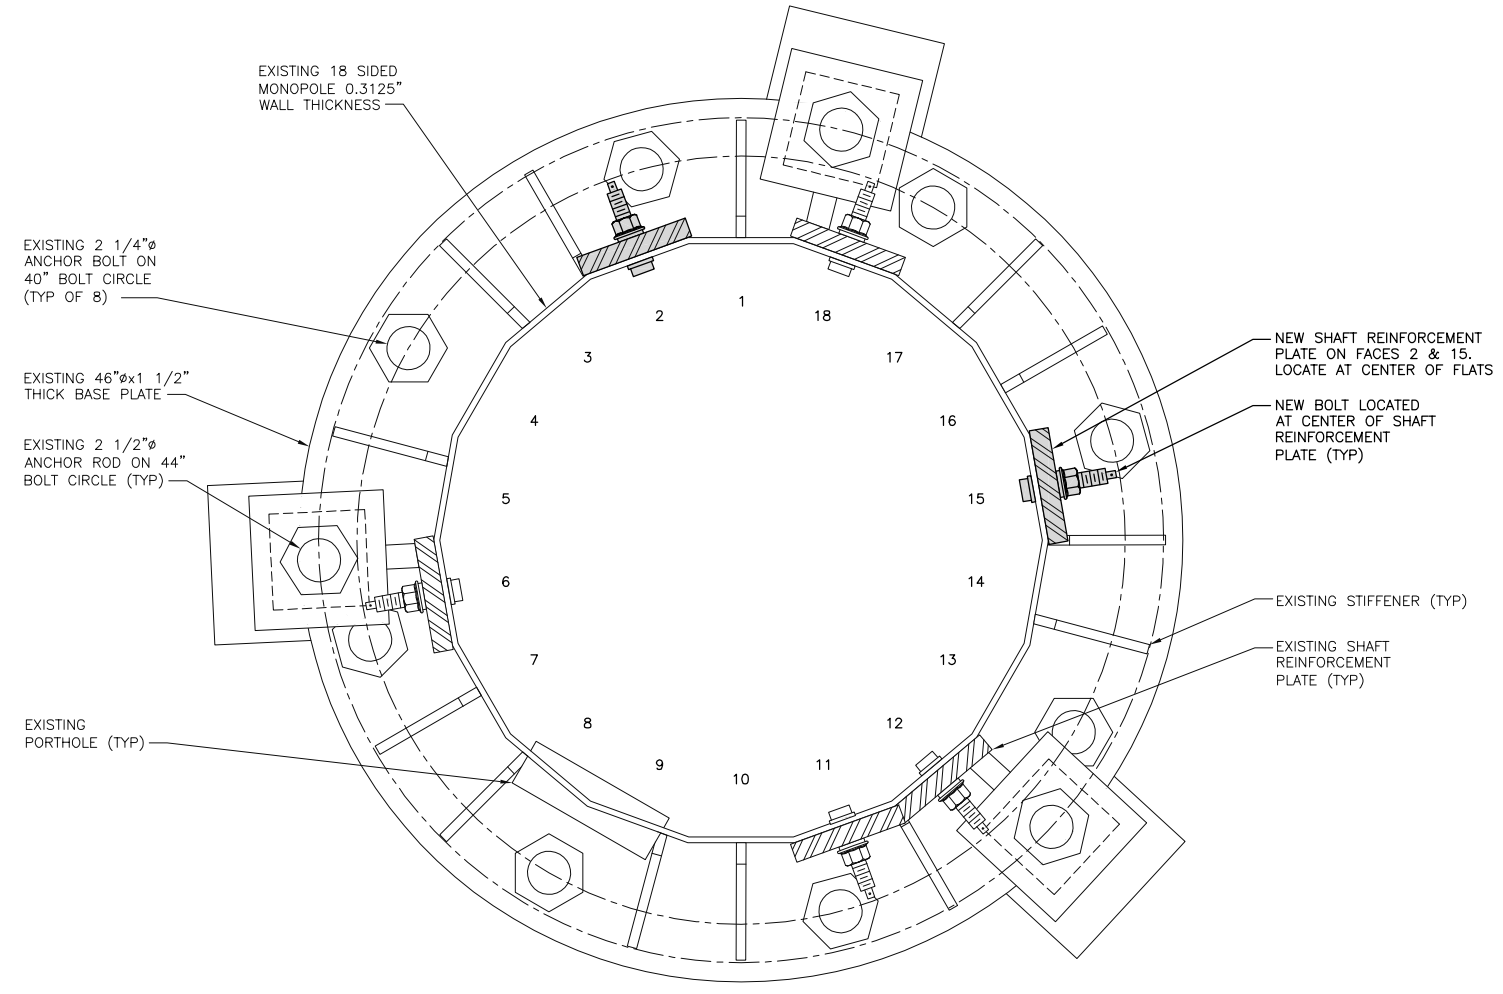 EXISTING 18 SIDED
MONOPOLE 0.3125"
WALL THICKNESS
EXISTING 2 1/4"ø
ANCHOR BOLT ON
40" BOLT CIRCLE
(TYP OF 8)
EXISTING 46"øx1 1/2"
THICK BASE PLATE
EXISTING 2 1/2"ø
ANCHOR ROD ON 44"
BOLT CIRCLE (TYP)
EXISTING
PORTHOLE (TYP)
1
2
3
4
5
6
7
8
9
10
11
12
13
14
15
16
17
18
NEW SHAFT REINFORCEMENT
PLATE ON FACES 2 & 15.
LOCATE AT CENTER OF FLATS
NEW BOLT LOCATED
AT CENTER OF SHAFT
REINFORCEMENT
PLATE (TYP)
EXISTING STIFFENER (TYP)
EXISTING SHAFT
REINFORCEMENT
PLATE (TYP)